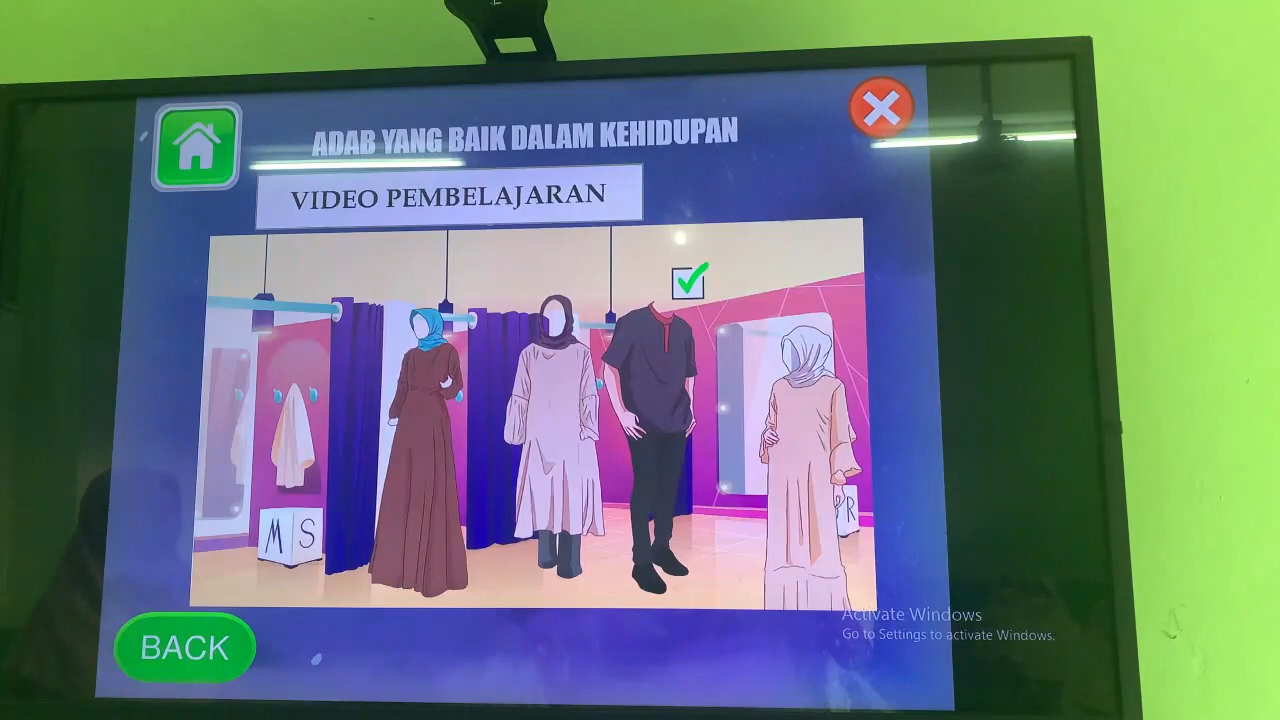 ADAB YANG BAIK DALAM KEHIDUPAN
VIDEO PEMBELAJARAN
M S
R
BACK
Activate Windows
Go to Settings to activate Windows.